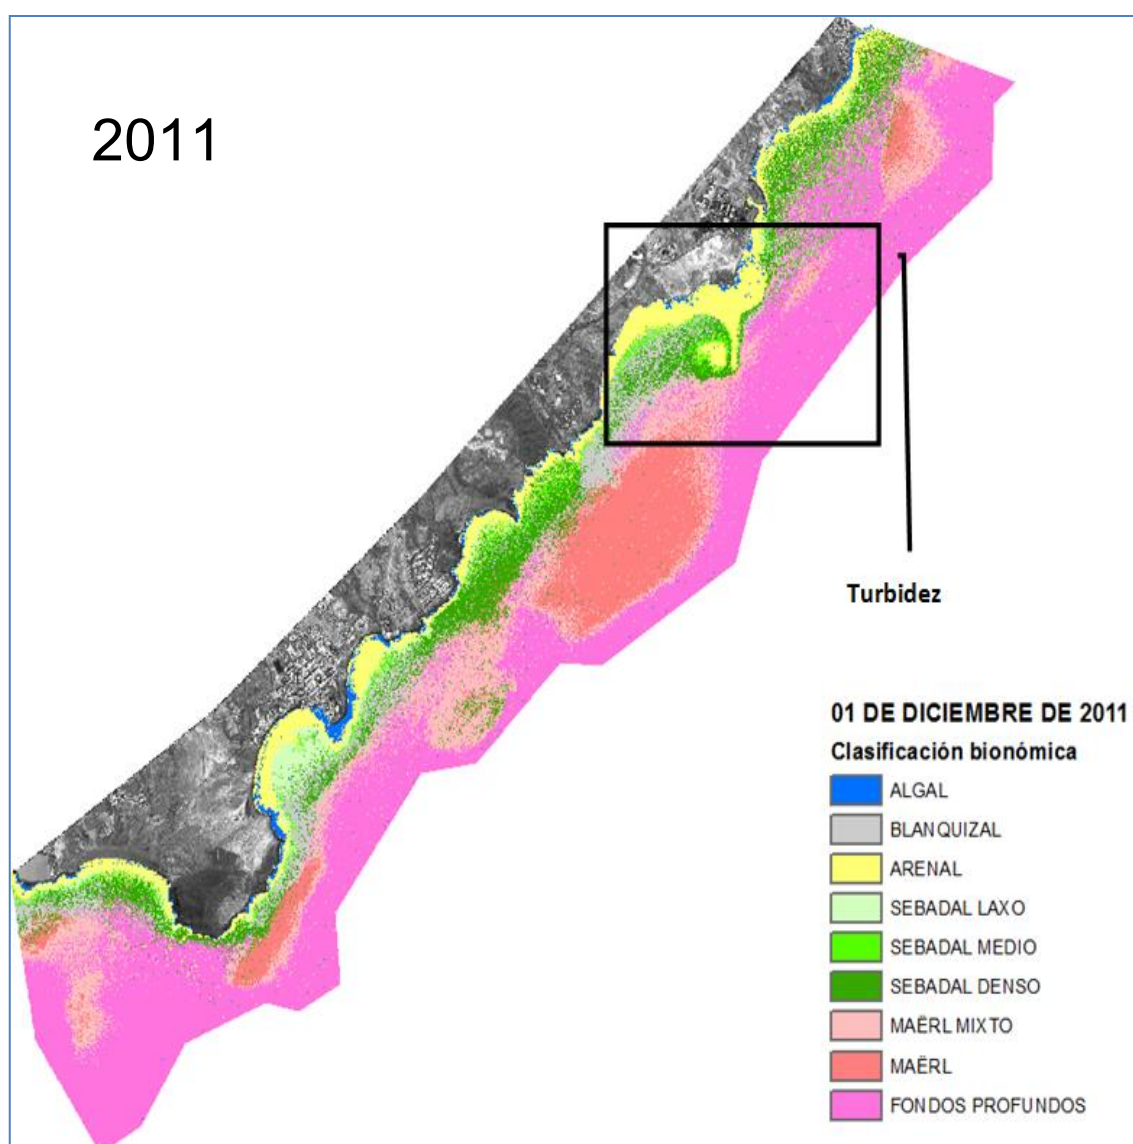 2011
Turbidez
01 DE DICIEMBRE DE 2011
Clasificación bionómica
ALGAL
BLANQUIZAL
ARENAL
SEBADAL LAXO
SEBADAL MEDIO
SEBADAL DENSO
MAËRL MIXTO
MAËRL
FONDOS PROFUNDOS